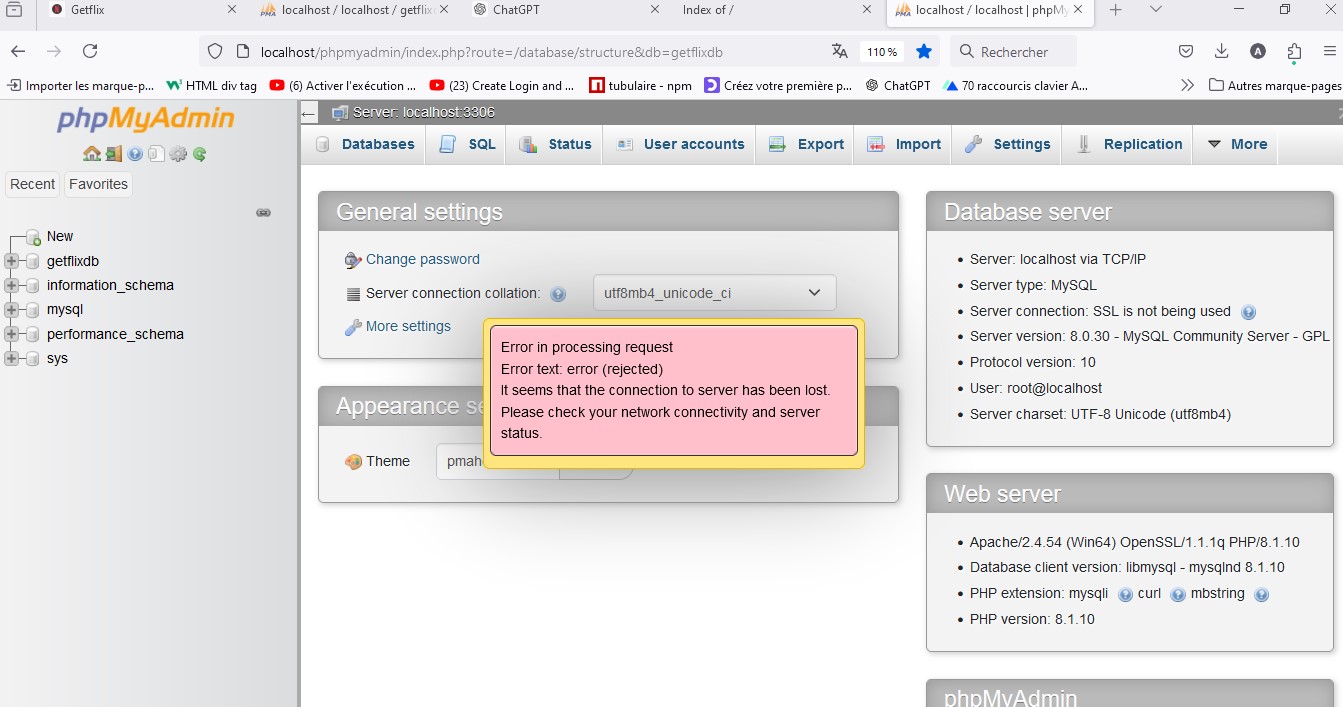 Getflix
localhost / localhost / getflix
ChatGPT
Index of /
localhost / localhost | phpMy
localhost/phpmyadmin/index.php?route=/database/structure&db=getflixdb
110 %
Rechercher
A
Importer les marque-p...
HTML div tag
(6) Activer l'exécution ...
(23) Create Login and ...
tubulaire - npm
Créez votre première p...
ChatGPT
70 raccourcis clavier A...
Autres marque-pages
phpMyAdmin
Recent
Favorites
New
getflixdb
information_schema
mysql
performance_schema
sys
Server: localhost:3306
Databases
SQL
Status
User accounts
Export
Import
Settings
Replication
More
General settings
Change password
Server connection collation:
utf8mb4_unicode_ci
More settings
Error in processing request
Error text: error (rejected)
It seems that the connection to server has been lost.
Please check your network connectivity and server
status.
Appearance se
Theme
pmah
Database server
Server: localhost via TCP/IP
Server type: MySQL
Server connection: SSL is not being used
Server version: 8.0.30 - MySQL Community Server - GPL
Protocol version: 10
User: root@localhost
Server charset: UTF-8 Unicode (utf8mb4)
Web server
Apache/2.4.54 (Win64) OpenSSL/1.1.1q PHP/8.1.10
Database client version: libmysql - mysqlnd 8.1.10
PHP extension: mysqli curl mbstring
PHP version: 8.1.10
phpMyAdmin